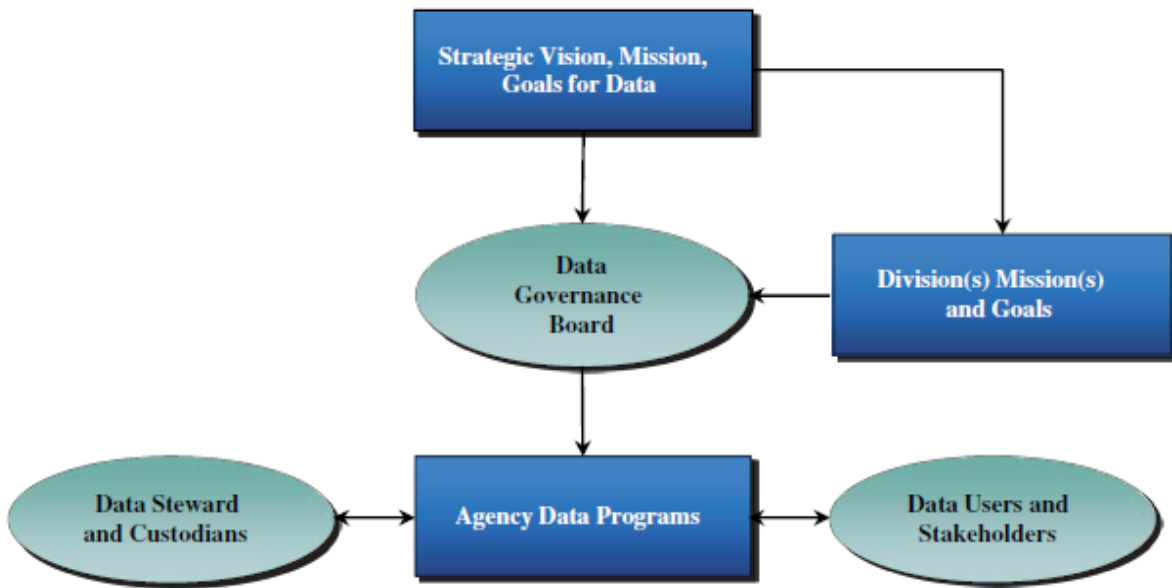 Strategic Vision, Mission,
Goals for Data
Data
Governance
Board
Division(s) Mission(s)
and Goals
Data Steward
and Custodians
Agency Data Programs
Data Users and
Stakeholders